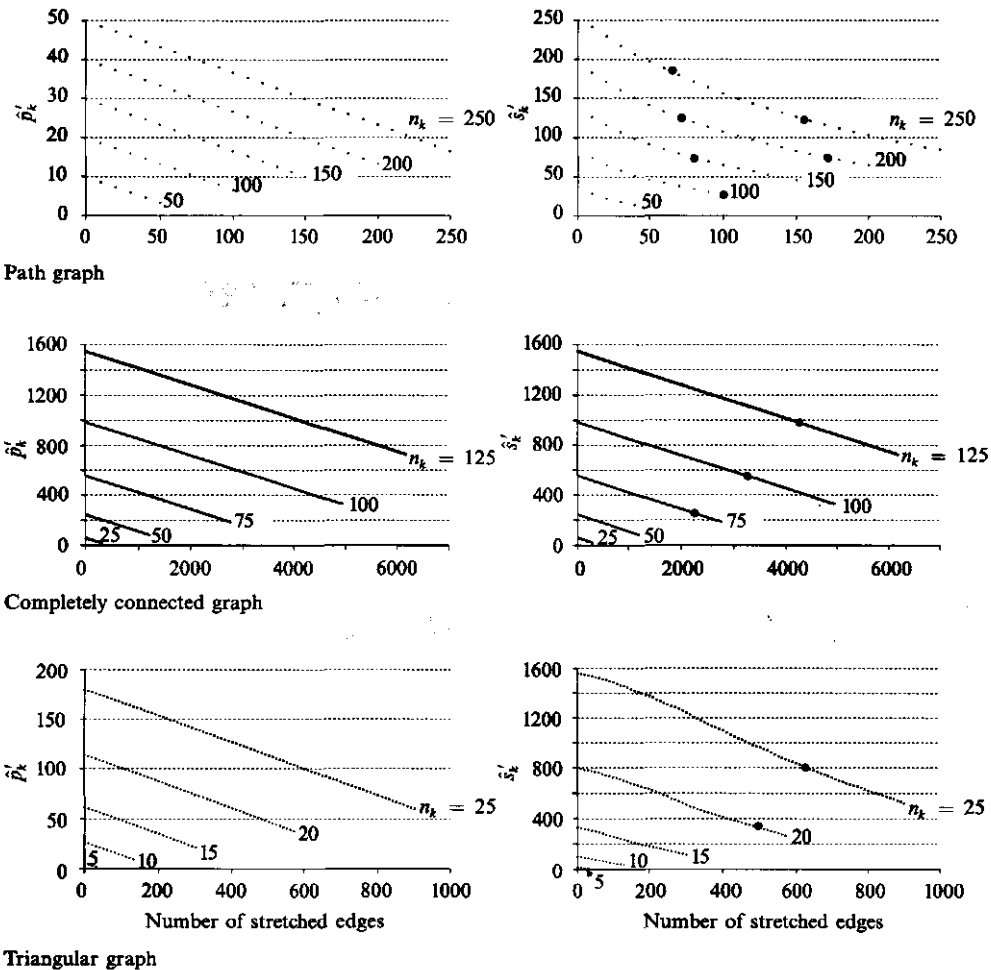 50
40
30
20
10
0
p̂′ₖ
nₖ = 250
200
150
100
50
0 50 100 150 200 250
250
200
150
100
50
0
ŝ′ₖ
nₖ = 250
200
150
100
50
0 50 100 150 200 250
Path graph
1600
1200
800
400
0
p̂′ₖ
nₖ = 125
100
75
50
25
0 2000 4000 6000
1600
1200
800
400
0
ŝ′ₖ
nₖ = 125
100
75
50
25
0 2000 4000 6000
Completely connected graph
200
150
100
50
0
p̂′ₖ
nₖ = 25
20
15
10
5
0 200 400 600 800 1000
Number of stretched edges
1600
1200
800
400
0
ŝ′ₖ
nₖ = 25
20
15
10
5
0 200 400 600 800 1000
Number of stretched edges
Triangular graph